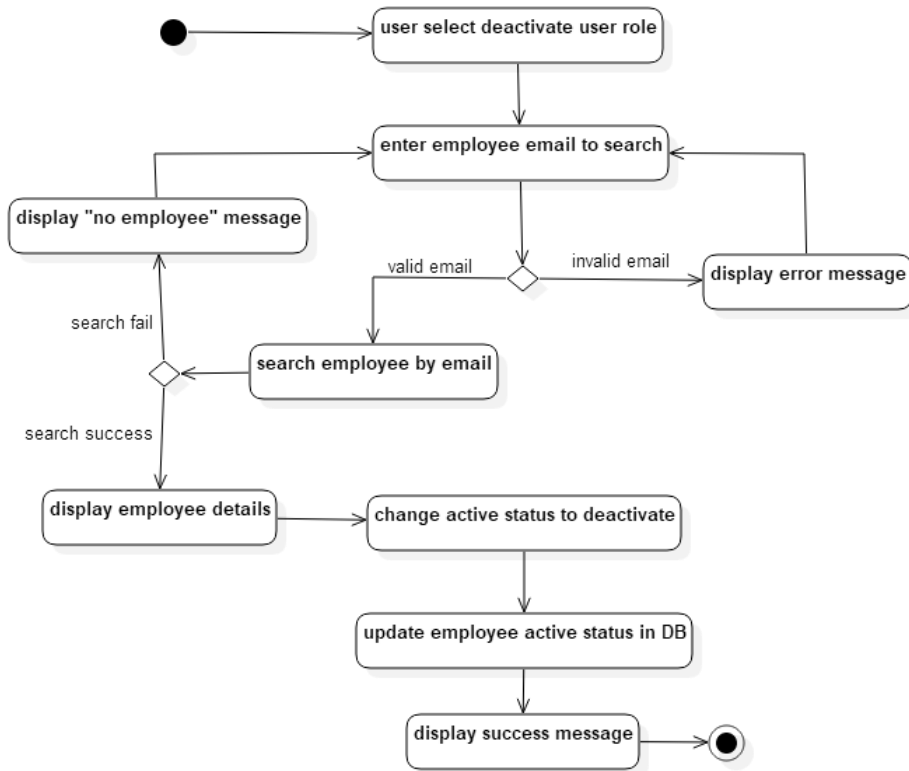 user select deactivate user role
enter employee email to search
display "no employee" message
valid email
invalid email
display error message
search fail
search employee by email
search success
display employee details
change active status to deactivate
update employee active status in DB
display success message